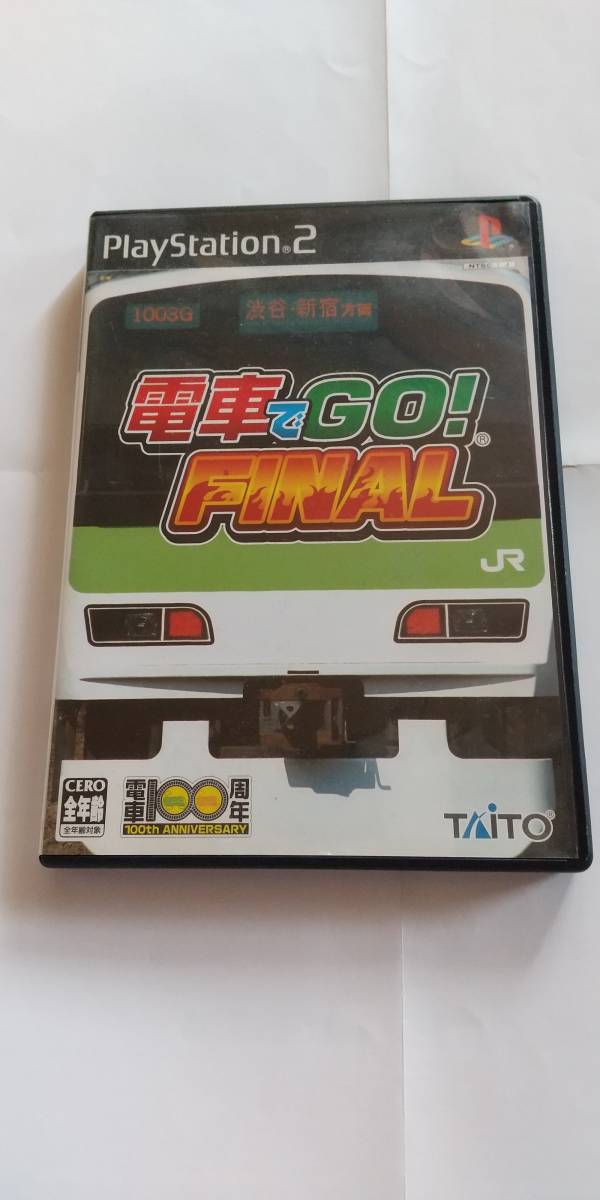 PlayStation®2
1003G
渋谷・新宿方面
電車でGO!®
FINAL
JR
CERO
全年齢
全年齢対象
電車100周年
100th ANNIVERSARY
TAITO®